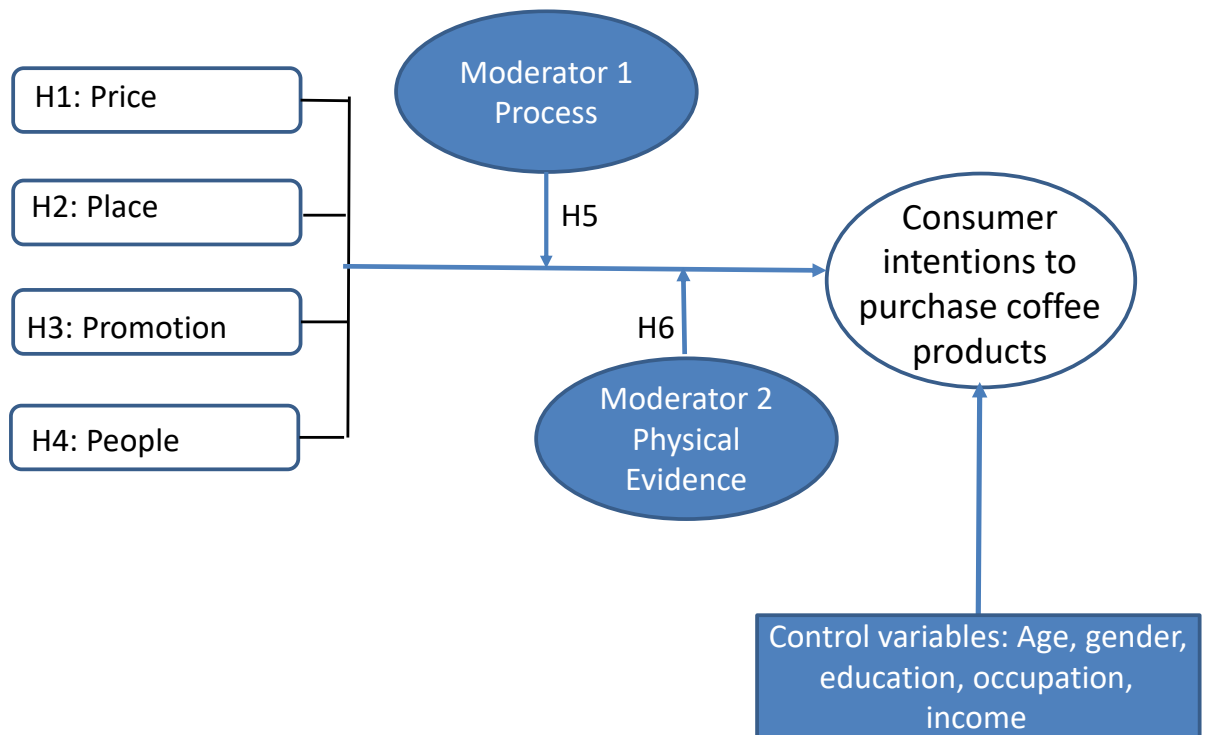 H1: Price
H2: Place
H3: Promotion
H4: People
Moderator 1
Process
H5
H6
Moderator 2
Physical
Evidence
Consumer
intentions to
purchase coffee
products
Control variables: Age, gender,
education, occupation,
income